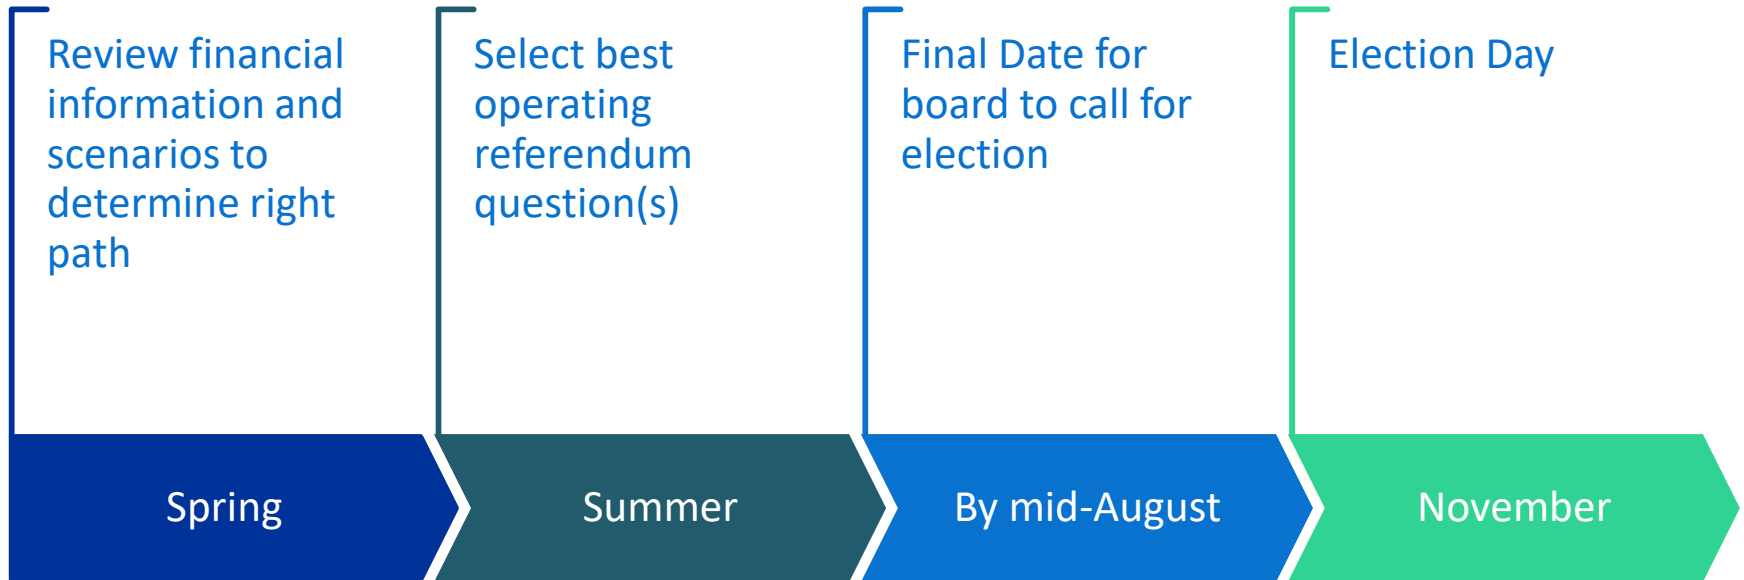 Review financial
information and
scenarios to
determine right
path
Select best
operating
referendum
question(s)
Final Date for
board to call for
election
Election Day
Spring
Summer
By mid-August
November